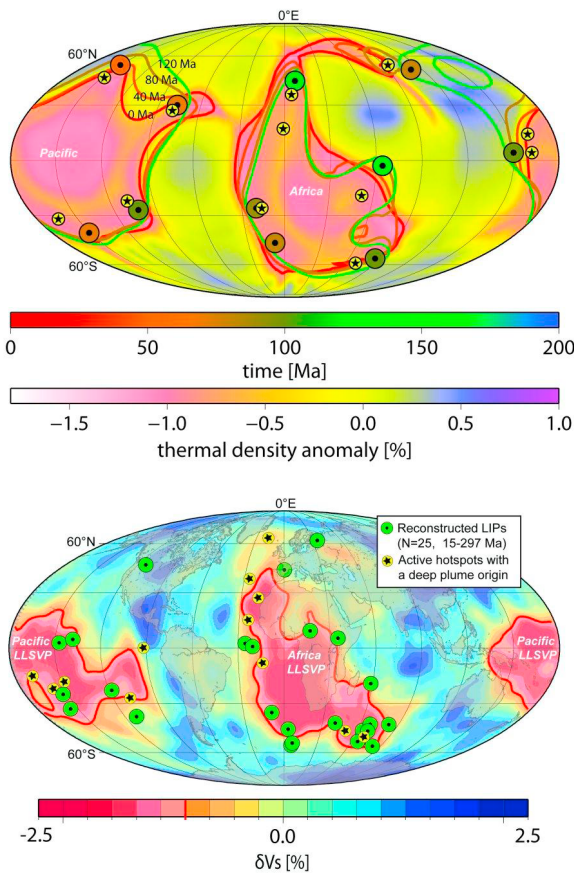 0°E
60°N
120 Ma
80 Ma
40 Ma
0 Ma
Pacific
Africa
60°S
0 50 100 150 200
time [Ma]
−1.5 −1.0 −0.5 0.0 0.5 1.0
thermal density anomaly [%]
0°E
60°N
Reconstructed LIPs
(N=25, 15-297 Ma)
Active hotspots with
a deep plume origin
Pacific
LLSVP
Africa
LLSVP
Pacific
LLSVP
60°S
-2.5 0.0 2.5
δVs [%]